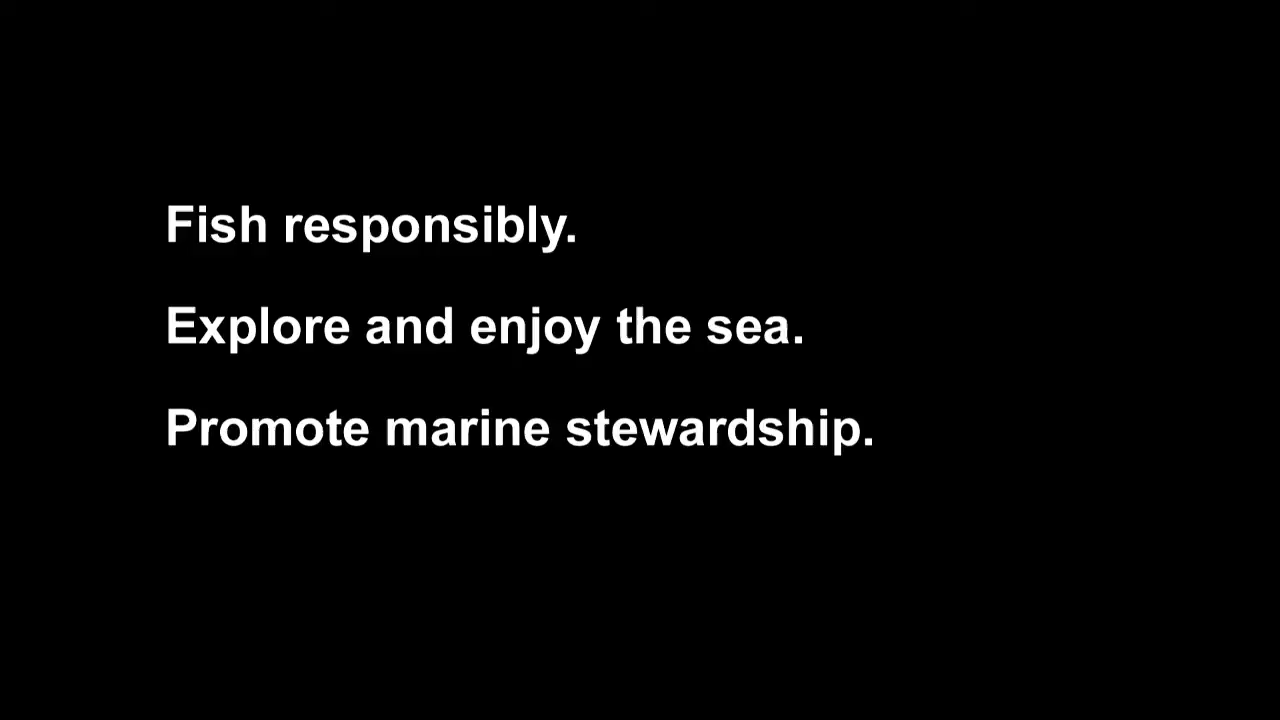 Fish responsibly.
Explore and enjoy the sea.
Promote marine stewardship.